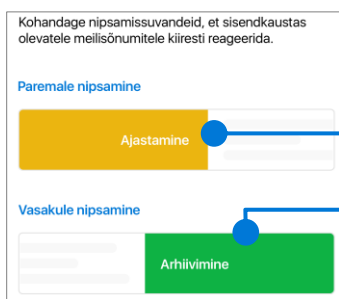 Kohandage nipsamissuvandeid, et sisendkaustas
olevatele meilisõnumitele kiiresti reageerida.
Paremale nipsamine
Ajastamine
Vasakule nipsamine
Arhiivimine